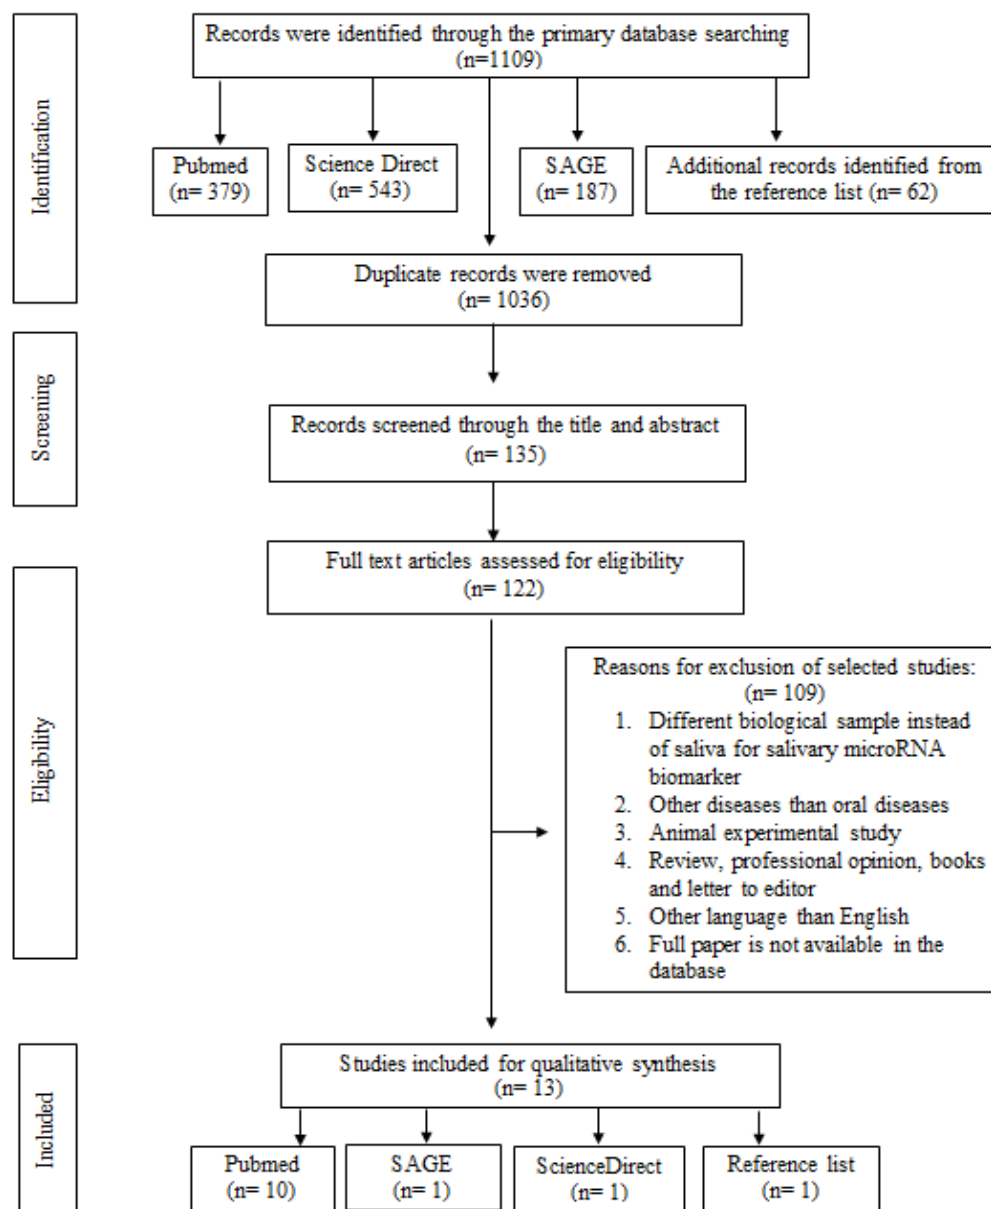 Identification
Records were identified through the primary database searching
(n=1109)
Pubmed
(n= 379)
Science Direct
(n= 543)
SAGE
(n= 187)
Additional records identified from
the reference list (n= 62)
Duplicate records were removed
(n= 1036)
Screening
Records screened through the title and abstract
(n= 135)
Eligibility
Full text articles assessed for eligibility
(n= 122)
Reasons for exclusion of selected studies:
(n= 109)
1. Different biological sample instead
of saliva for salivary microRNA
biomarker
2. Other diseases than oral diseases
3. Animal experimental study
4. Review, professional opinion, books
and letter to editor
5. Other language than English
6. Full paper is not available in the
database
Included
Studies included for qualitative synthesis
(n= 13)
Pubmed
(n= 10)
SAGE
(n= 1)
ScienceDirect
(n= 1)
Reference list
(n= 1)